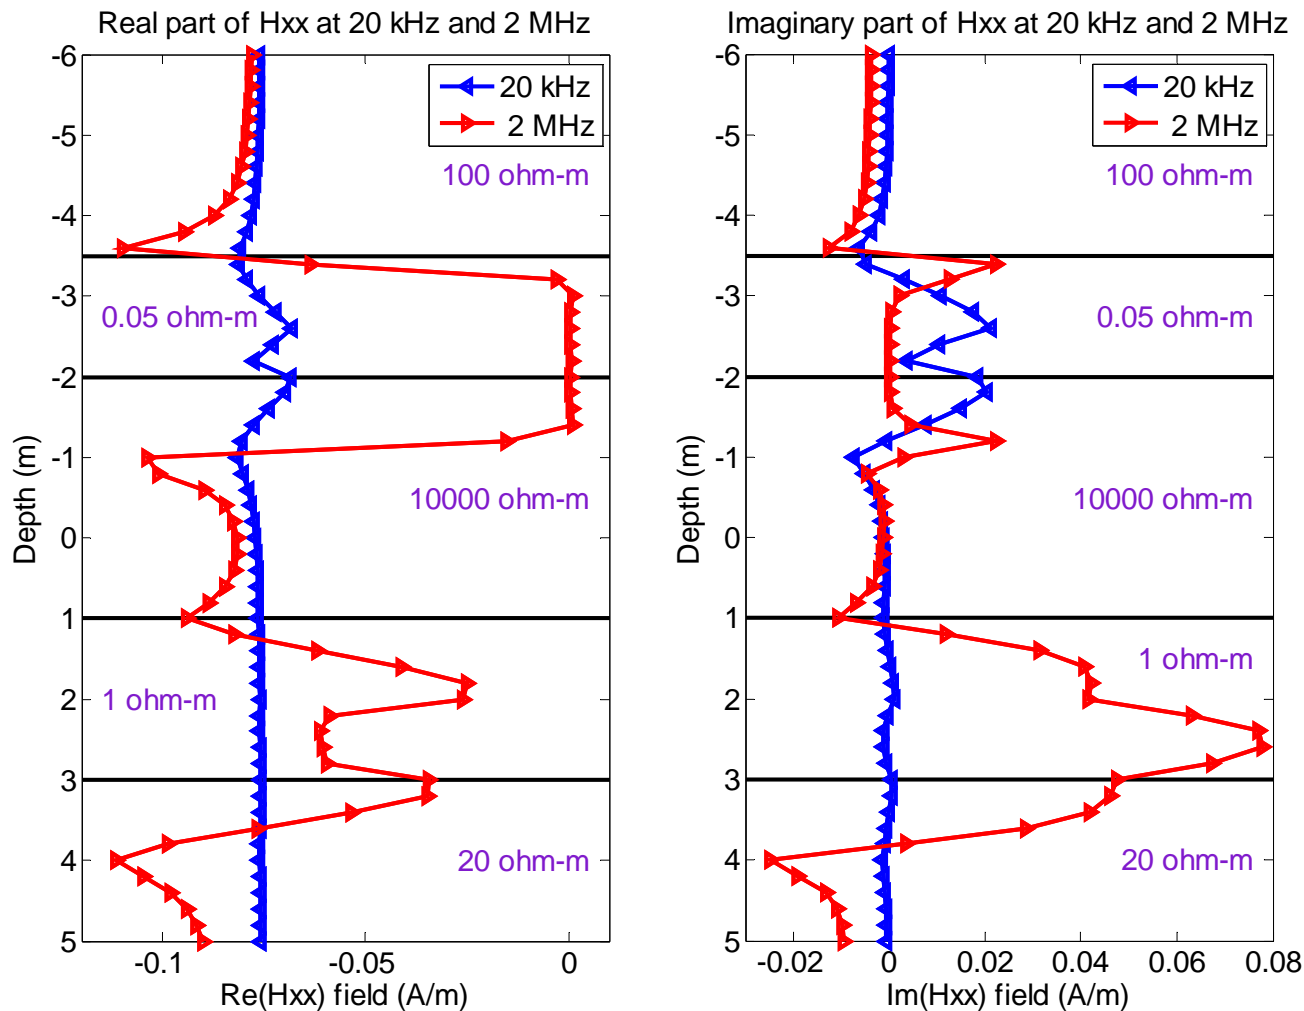 Real part of Hxx at 20 kHz and 2 MHz
-6
-5
-4
-3
-2
-1
0
1
2
3
4
5
Depth (m)
20 kHz
2 MHz
100 ohm-m
0.05 ohm-m
10000 ohm-m
1 ohm-m
20 ohm-m
-0.1
-0.05
0
Re(Hxx) field (A/m)
Imaginary part of Hxx at 20 kHz and 2 MHz
-6
-5
-4
-3
-2
-1
0
1
2
3
4
5
Depth (m)
20 kHz
2 MHz
100 ohm-m
0.05 ohm-m
10000 ohm-m
1 ohm-m
20 ohm-m
-0.02
0
0.02
0.04
0.06
0.08
Im(Hxx) field (A/m)